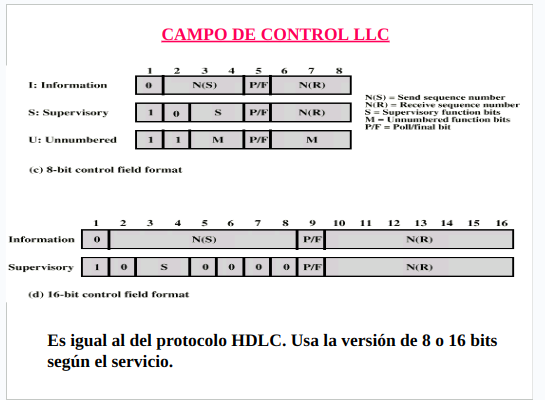 CAMPO DE CONTROL LLC
1 2 3 4 5 6 7 8
I: Information 0 N(S) P/F N(R)
S: Supervisory 1 0 S P/F N(R)
U: Unnumbered 1 1 M P/F M
N(S) = Send sequence number
N(R) = Receive sequence number
S = Supervisory function bits
M = Unnumbered function bits
P/F = Poll/final bit
(c) 8-bit control field format
1 2 3 4 5 6 7 8 9 10 11 12 13 14 15 16
Information 0 N(S) P/F N(R)
Supervisory 1 0 S 0 0 0 0 P/F N(R)
(d) 16-bit control field format
Es igual al del protocolo HDLC. Usa la versión de 8 o 16 bits
según el servicio.